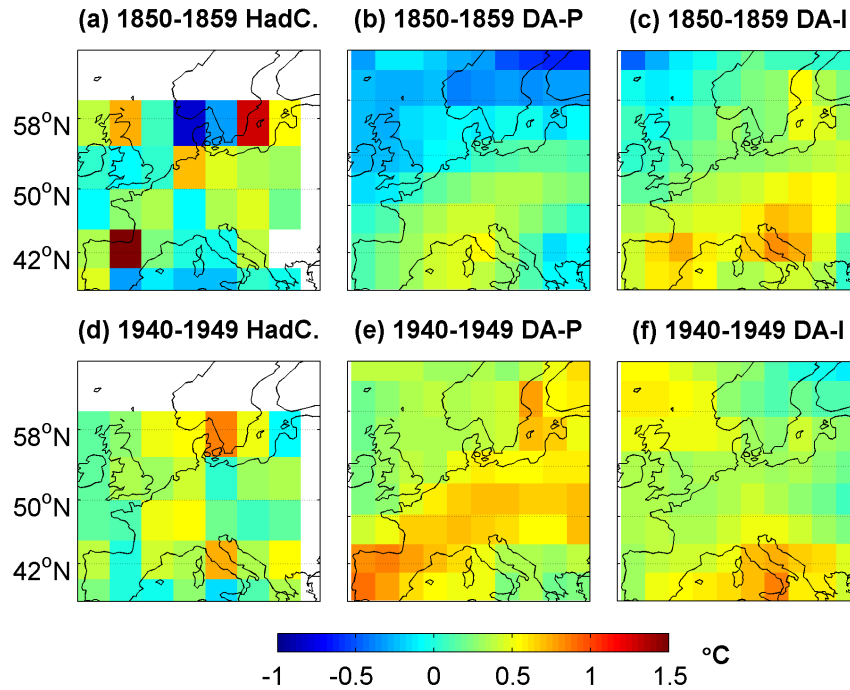 (a) 1850-1859 HadC.
(b) 1850-1859 DA-P
(c) 1850-1859 DA-I
58°N
50°N
42°N
(d) 1940-1949 HadC.
(e) 1940-1949 DA-P
(f) 1940-1949 DA-I
58°N
50°N
42°N
-1 -0.5 0 0.5 1 1.5 °C